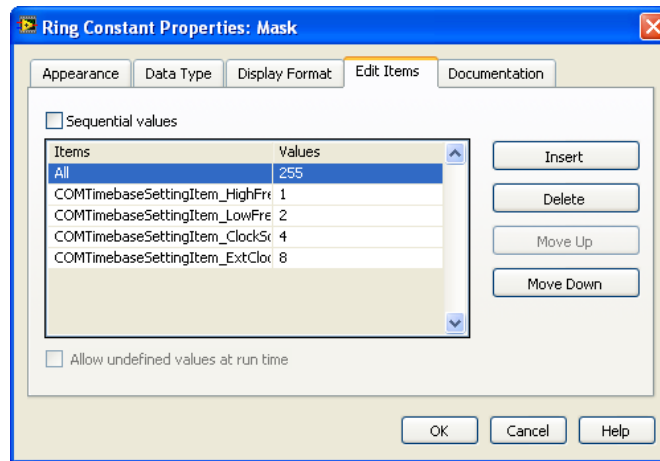 Ring Constant Properties: Mask
Appearance Data Type Display Format Edit Items Documentation
Sequential values
Items Values
All 255
COMTimebaseSettingItem_HighFre 1
COMTimebaseSettingItem_LowFre 2
COMTimebaseSettingItem_ClockSo 4
COMTimebaseSettingItem_ExtCloc 8
Insert
Delete
Move Up
Move Down
Allow undefined values at run time
OK Cancel Help